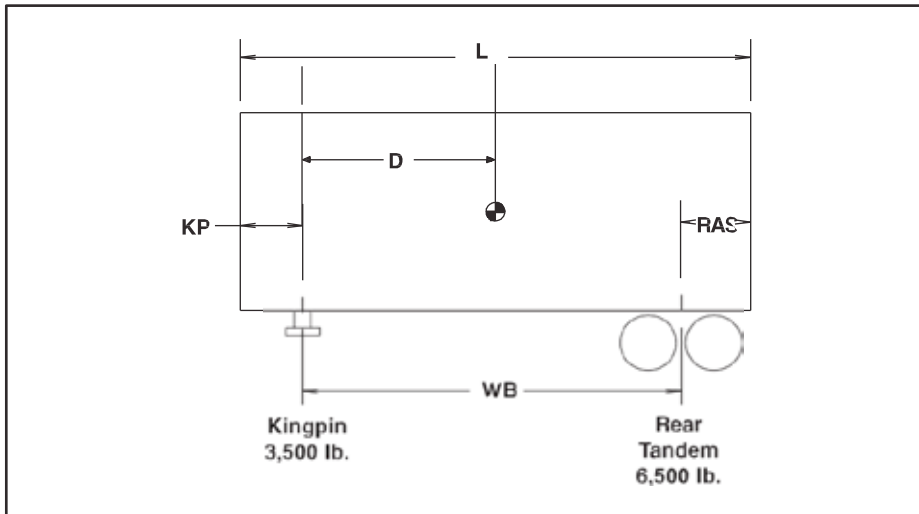 L
D
KP
RAS
WB
Kingpin
3,500 lb.
Rear
Tandem
6,500 lb.